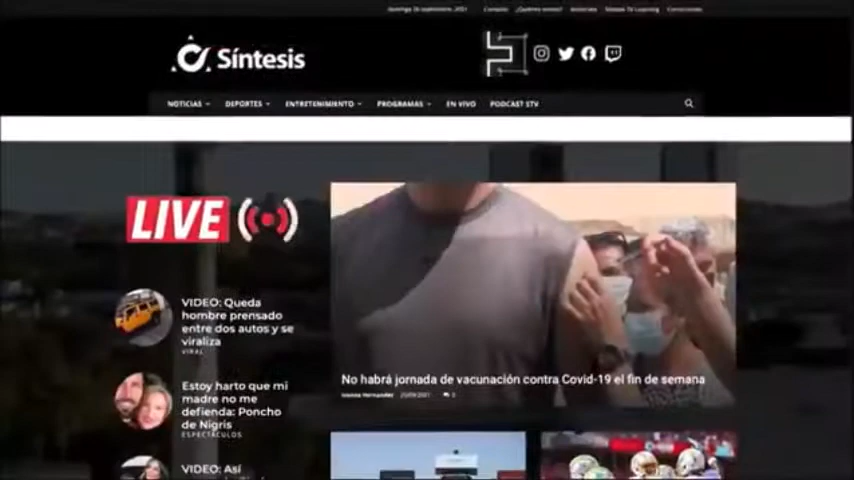 Síntesis
NOTICIAS DEPORTES ENTRETENIMIENTO PROGRAMAS EN VIVO PODCAST STV
LIVE
VIDEO: Queda
hombre prensado
entre dos autos y se
viraliza
VIRAL
Estoy harto que mi
madre no me
defienda: Poncho
de Nigris
ESPECTÁCULOS
VIDEO: Así
No habrá jornada de vacunación contra Covid-19 el fin de semana